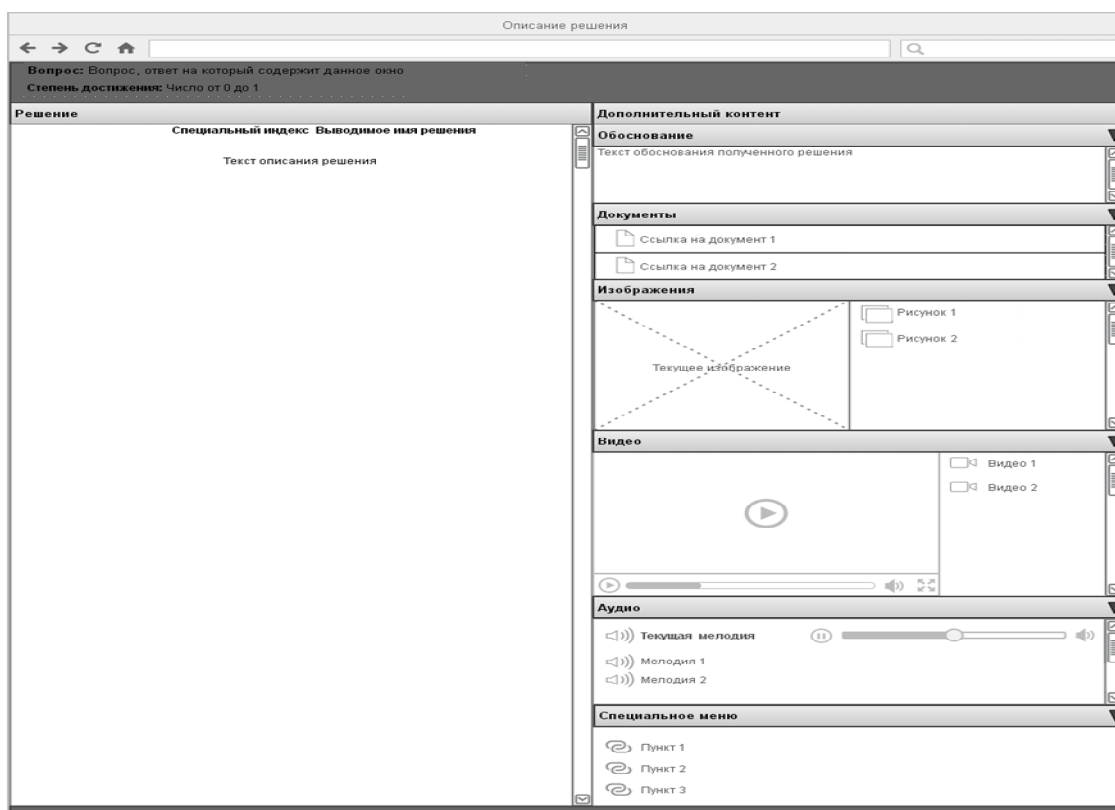 Описание решения
Вопрос: Вопрос, ответ на который содержит данное окно
Степень достижения: Число от 0 до 1
Решение
Специальный индекс Выводимое имя решения
Текст описания решения
Дополнительный контент
Обоснование
Текст обоснования полученного решения
Документы
Ссылка на документ 1
Ссылка на документ 2
Изображения
Текущее изображение
Рисунок 1
Рисунок 2
Видео
Видео 1
Видео 2
Аудио
Текущая мелодия
Мелодия 1
Мелодия 2
Специальное меню
Пункт 1
Пункт 2
Пункт 3